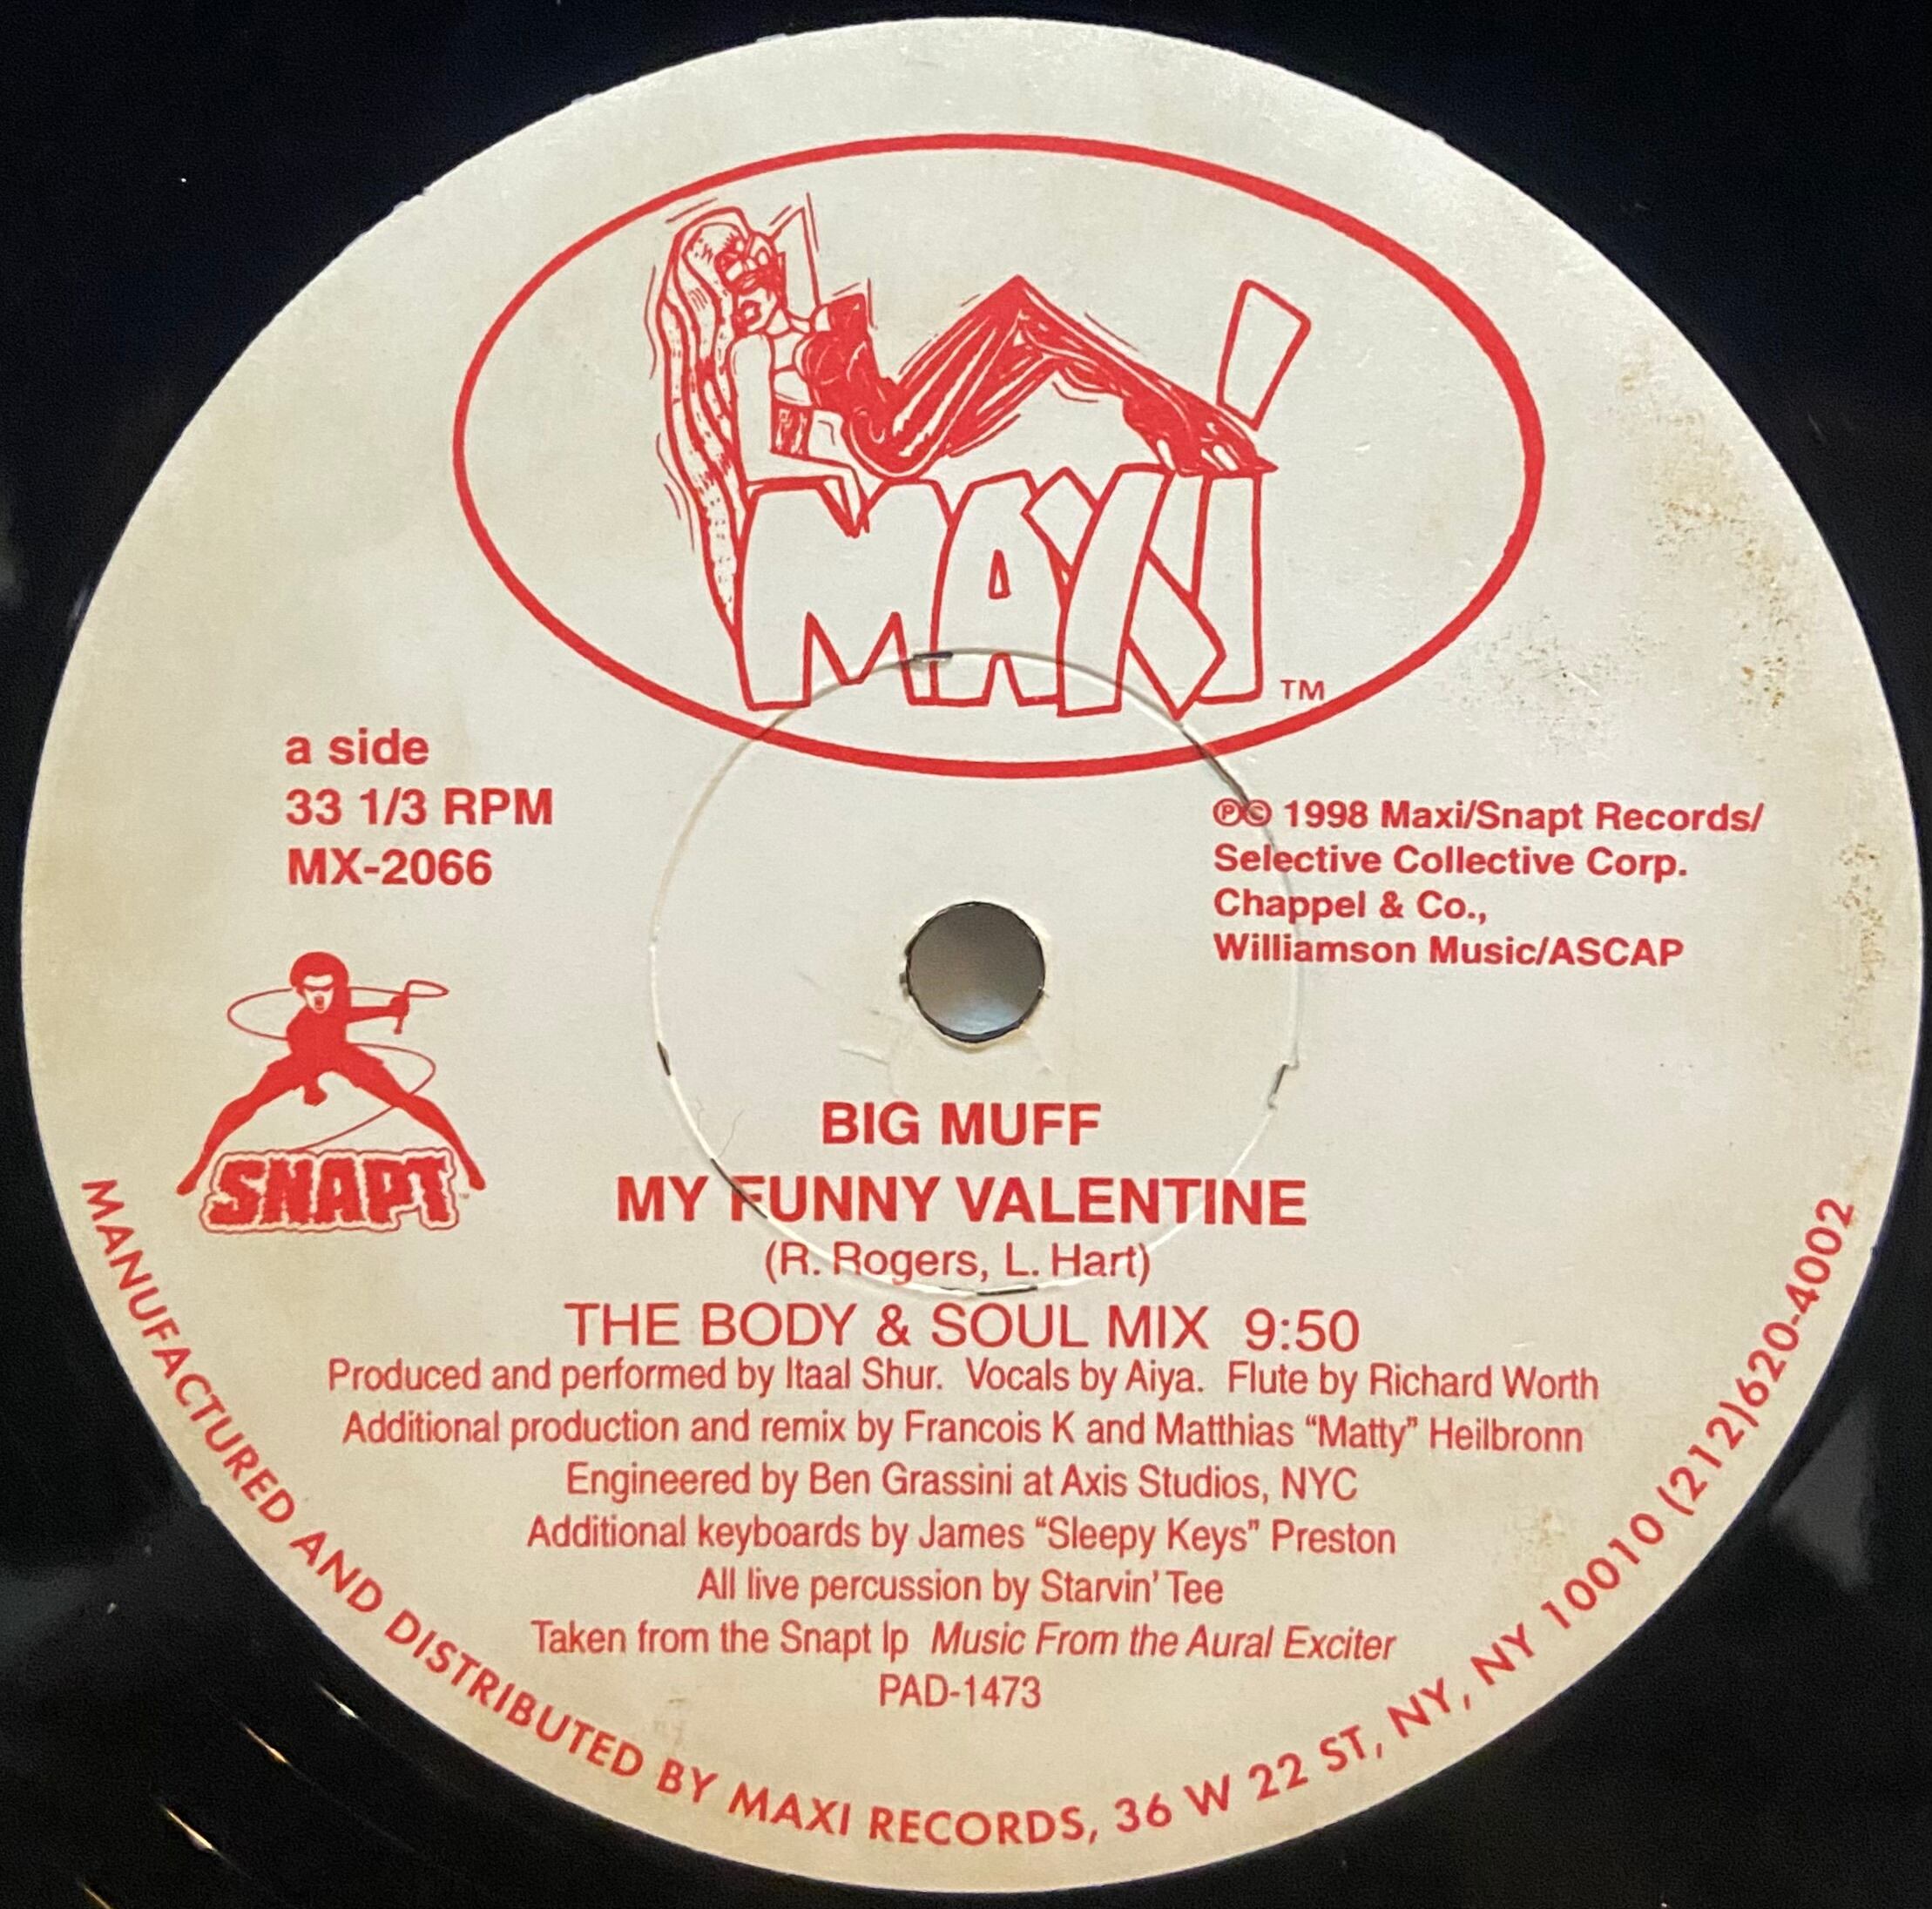 MAXI!
TM
a side
33 1/3 RPM
MX-2066
℗© 1998 Maxi/Snapt Records/
Selective Collective Corp.
Chappel & Co.,
Williamson Music/ASCAP
SNAPT
BIG MUFF
MY FUNNY VALENTINE
(R. Rogers, L. Hart)
THE BODY & SOUL MIX 9:50
Produced and performed by Itaal Shur. Vocals by Aiya. Flute by Richard Worth
Additional production and remix by Francois K and Matthias “Matty” Heilbronn
Engineered by Ben Grassini at Axis Studios, NYC
Additional keyboards by James “Sleepy Keys” Preston
All live percussion by Starvin’ Tee
Taken from the Snapt lp Music From the Aural Exciter
PAD-1473
MANUFACTURED AND DISTRIBUTED BY MAXI RECORDS, 36 W 22 ST, NY, NY 10010 (212)620-4002